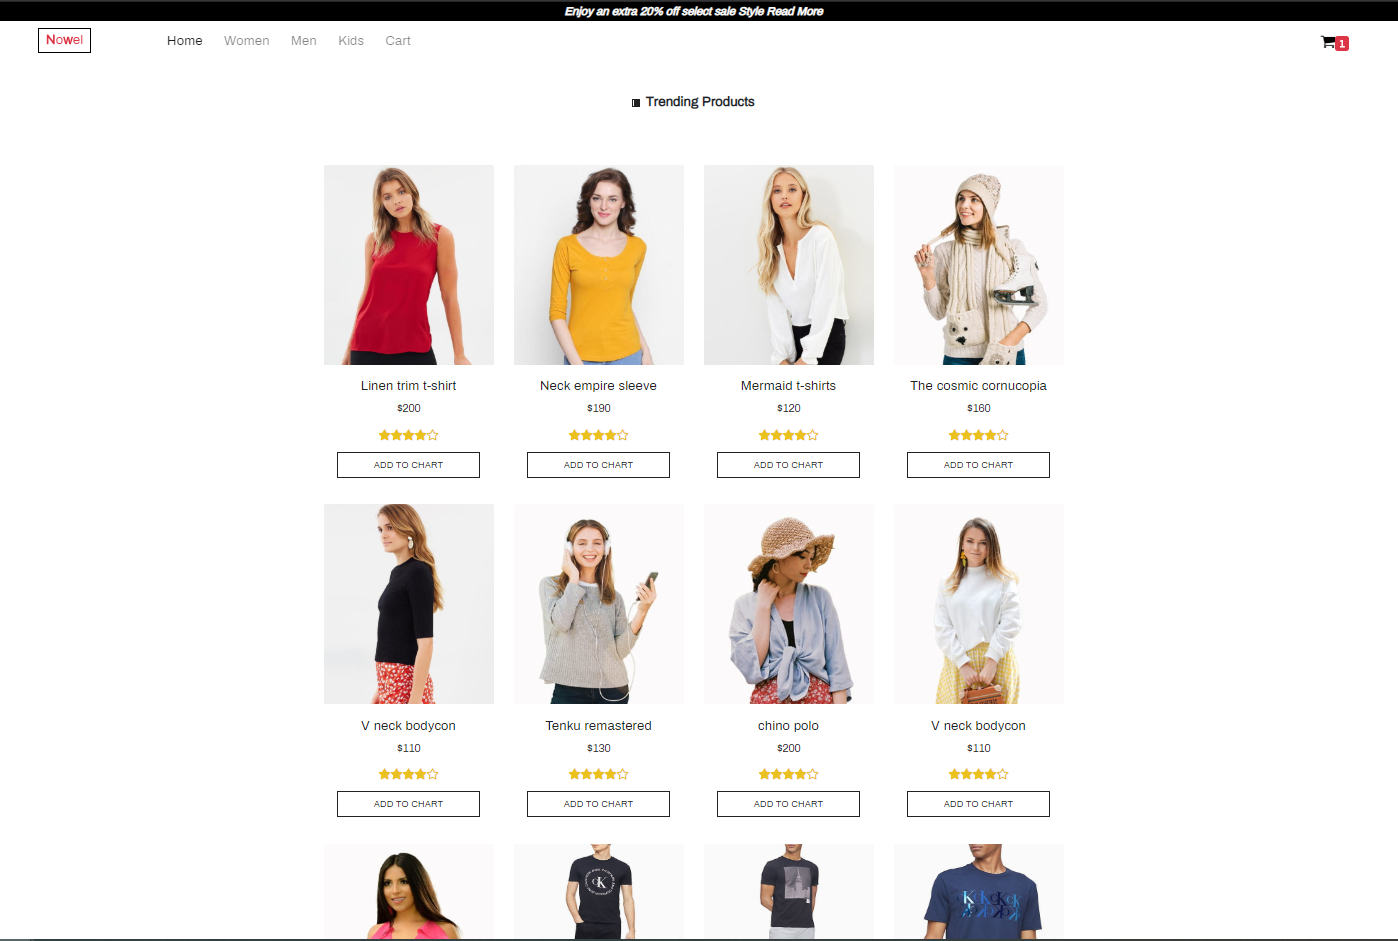 Enjoy an extra 20% off select sale Style Read More
Nowel
Home Women Men Kids Cart
1
Trending Products
Linen trim t-shirt Neck empire sleeve Mermaid t-shirts The cosmic cornucopia
$200 $190 $120 $160
ADD TO CHART ADD TO CHART ADD TO CHART ADD TO CHART
V neck bodycon Tenku remastered chino polo V neck bodycon
$110 $130 $200 $110
ADD TO CHART ADD TO CHART ADD TO CHART ADD TO CHART
CK